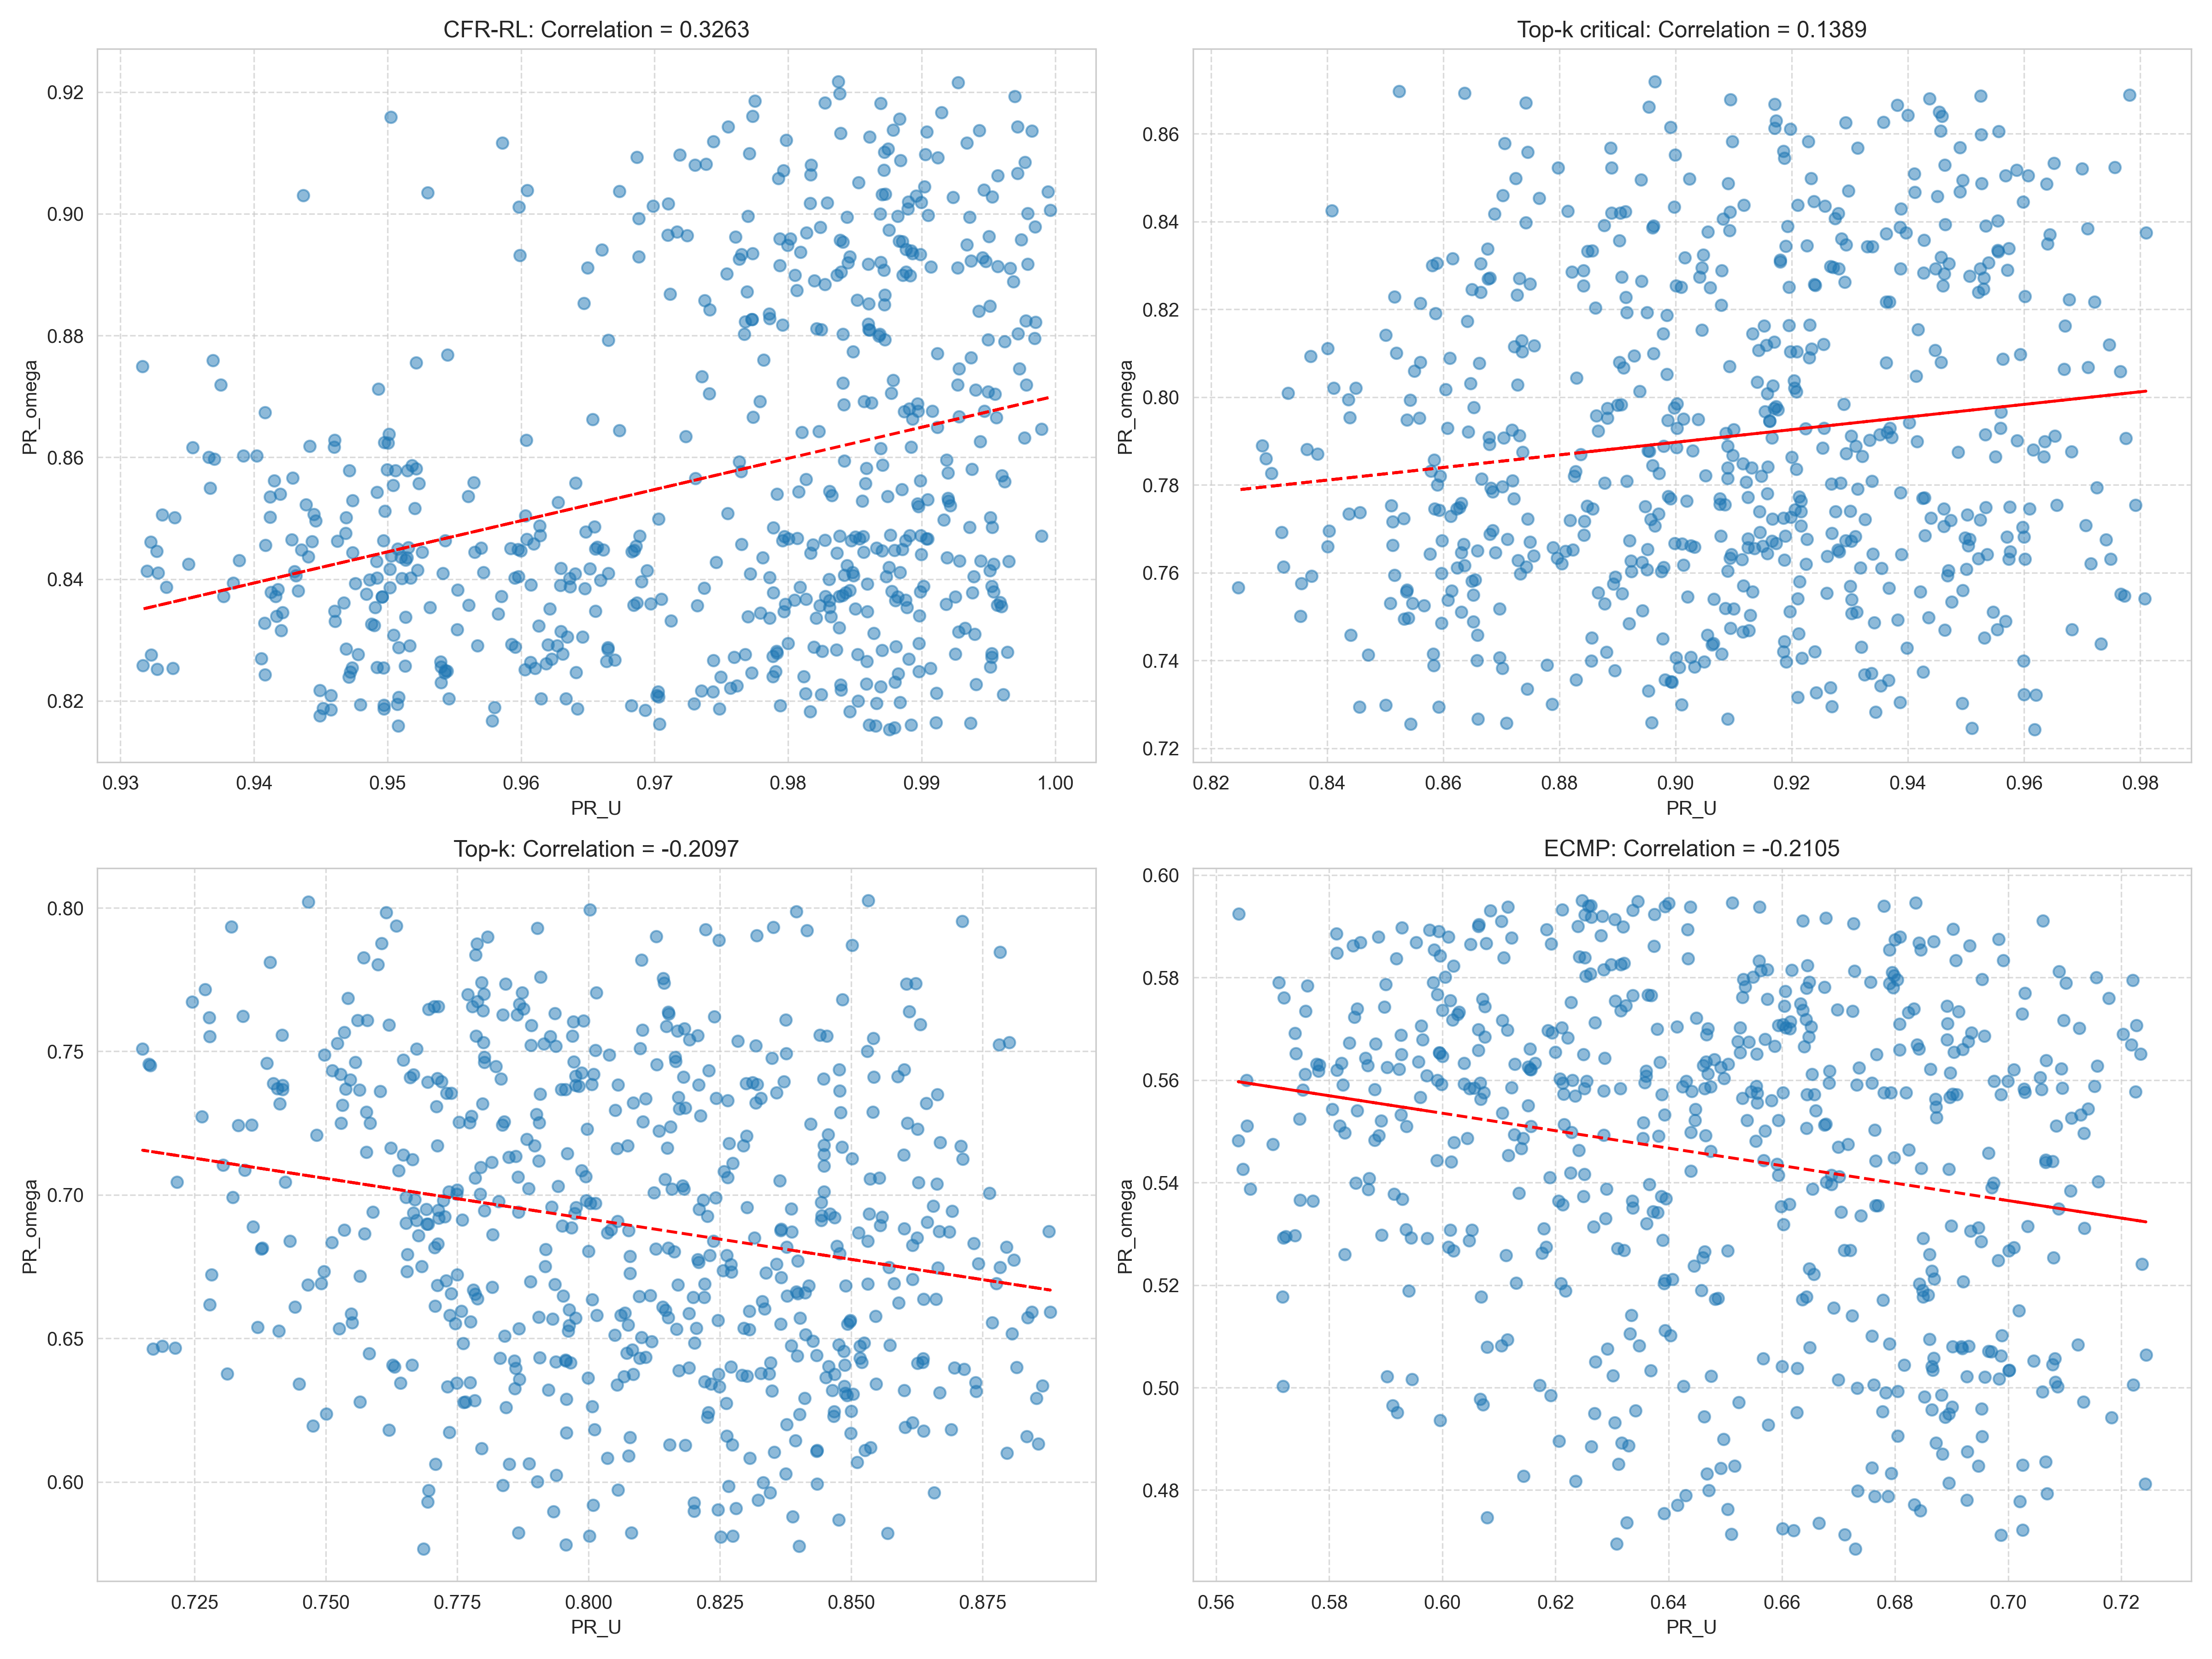 CFR-RL: Correlation = 0.3263
PR_omega
0.92
0.90
0.88
0.86
0.84
0.82
0.93 0.94 0.95 0.96 0.97 0.98 0.99 1.00
PR_U
Top-k critical: Correlation = 0.1389
PR_omega
0.86
0.84
0.82
0.80
0.78
0.76
0.74
0.72
0.82 0.84 0.86 0.88 0.90 0.92 0.94 0.96 0.98
PR_U
Top-k: Correlation = -0.2097
PR_omega
0.80
0.75
0.70
0.65
0.60
0.725 0.750 0.775 0.800 0.825 0.850 0.875
PR_U
ECMP: Correlation = -0.2105
PR_omega
0.60
0.58
0.56
0.54
0.52
0.50
0.48
0.56 0.58 0.60 0.62 0.64 0.66 0.68 0.70 0.72
PR_U